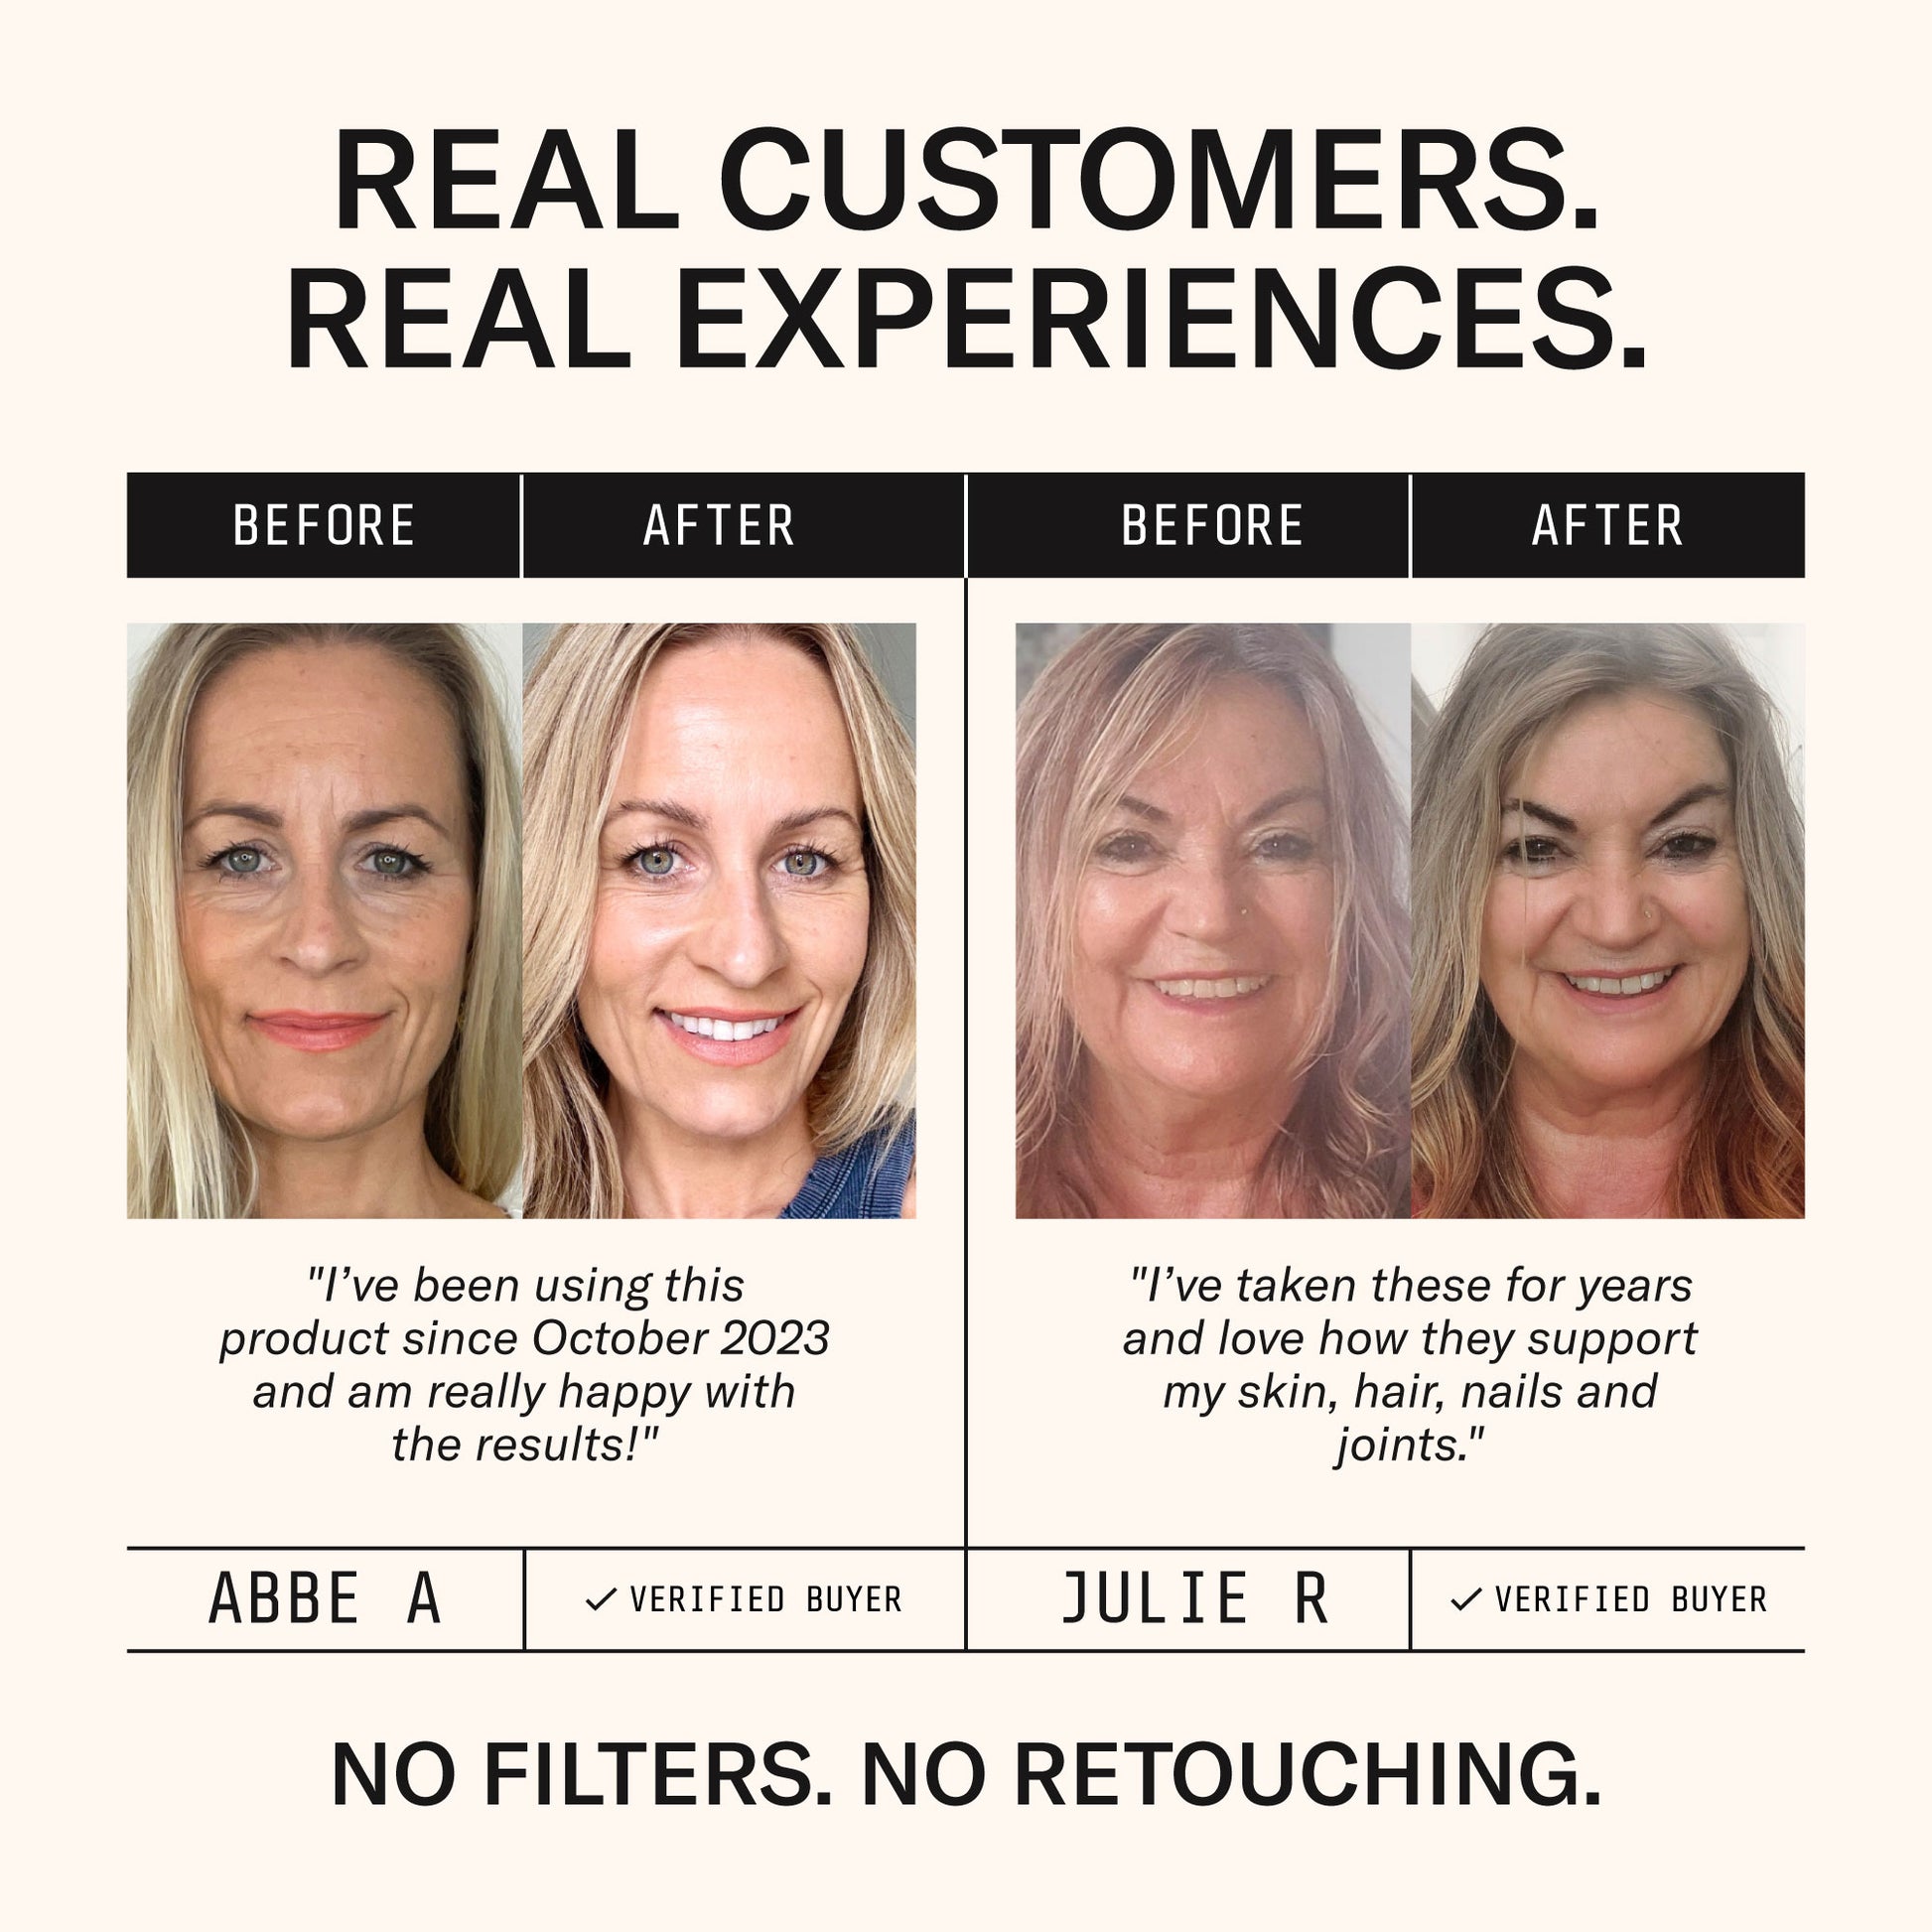 REAL CUSTOMERS.
REAL EXPERIENCES.
BEFORE
AFTER
BEFORE
AFTER
"I’ve been using this
product since October 2023
and am really happy with
the results!"
"I’ve taken these for years
and love how they support
my skin, hair, nails and
joints."
ABBE A
✓ VERIFIED BUYER
JULIE R
✓ VERIFIED BUYER
NO FILTERS. NO RETOUCHING.